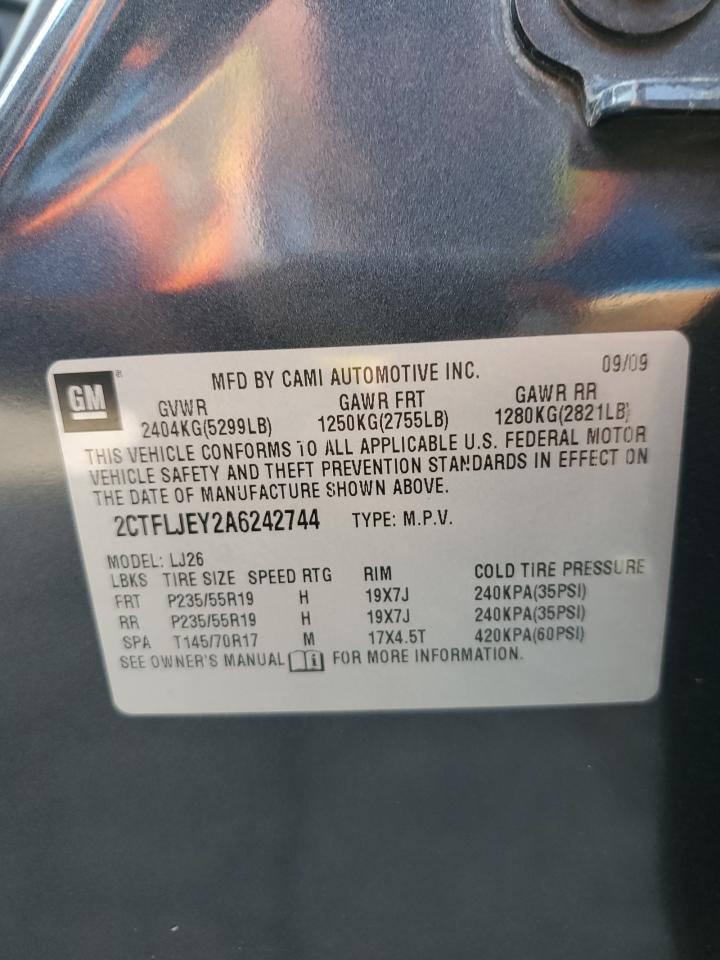 GM ® MFD BY CAMI AUTOMOTIVE INC. 09/09
GVWR GAWR FRT GAWR RR
2404KG(5299LB) 1250KG(2755LB) 1280KG(2821LB)
THIS VEHICLE CONFORMS TO ALL APPLICABLE U.S. FEDERAL MOTOR
VEHICLE SAFETY AND THEFT PREVENTION STANDARDS IN EFFECT ON
THE DATE OF MANUFACTURE SHOWN ABOVE.
2CTFLJEY2A6242744 TYPE: M.P.V.
MODEL: LJ26
LBKS TIRE SIZE SPEED RTG RIM COLD TIRE PRESSURE
FRT P235/55R19 H 19X7J 240KPA(35PSI)
RR P235/55R19 H 19X7J 240KPA(35PSI)
SPA T145/70R17 M 17X4.5T 420KPA(60PSI)
SEE OWNER'S MANUAL i FOR MORE INFORMATION.